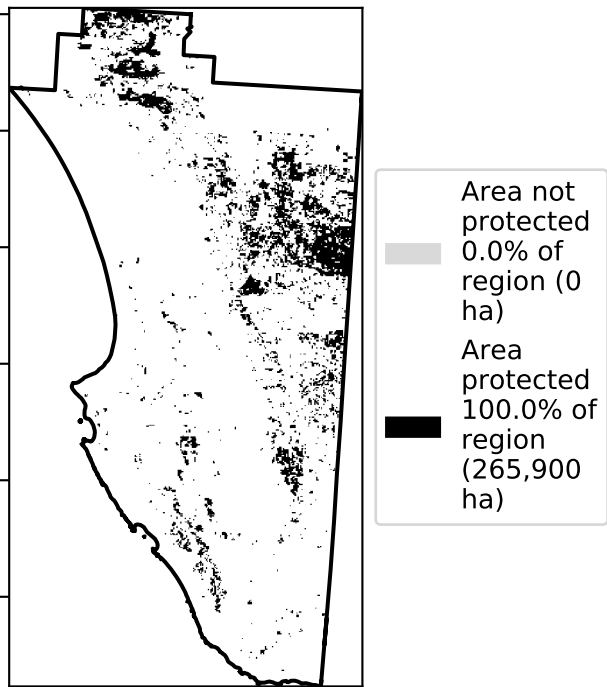 Area not
protected
0.0% of
region (0
ha)
Area
protected
100.0% of
region
(265,900
ha)